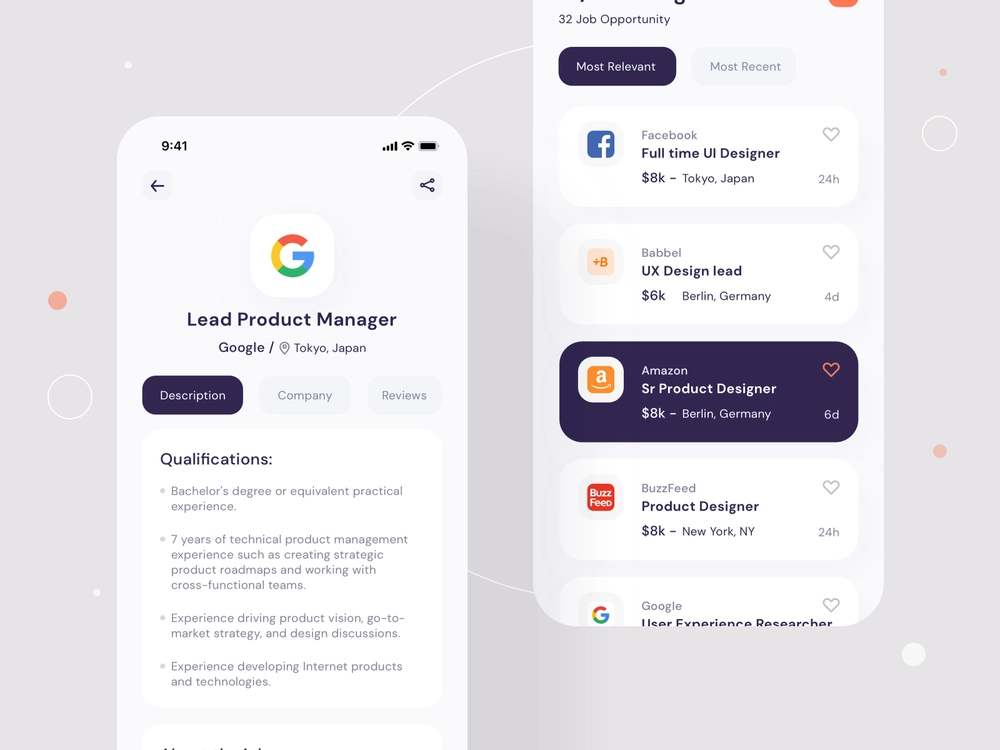 9:41
Lead Product Manager
Google / Tokyo, Japan
Description
Company
Reviews
Qualifications:
Bachelor's degree or equivalent practical
experience.
7 years of technical product management
experience such as creating strategic
product roadmaps and working with
cross-functional teams.
Experience driving product vision, go-to-
market strategy, and design discussions.
Experience developing Internet products
and technologies.
32 Job Opportunity
Most Relevant
Most Recent
Facebook
Full time UI Designer
$8k - Tokyo, Japan
24h
+B
Babbel
UX Design lead
$6k Berlin, Germany
4d
a
Amazon
Sr Product Designer
$8k - Berlin, Germany
6d
Buzz
FeeD
BuzzFeed
Product Designer
$8k - New York, NY
24h
Google
User Experience Researcher